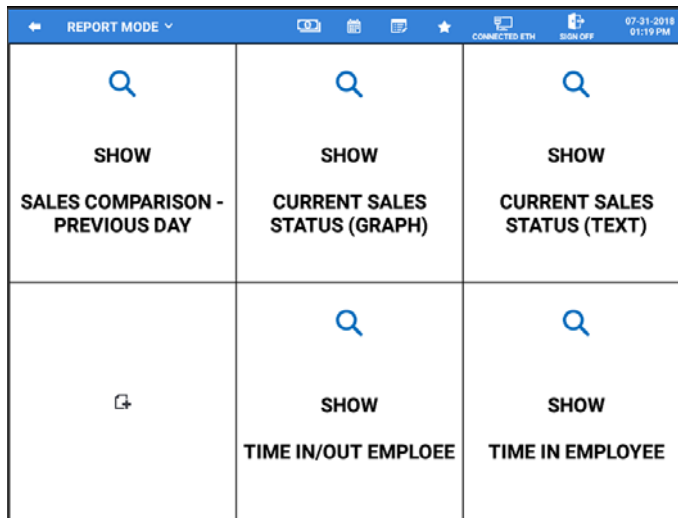 REPORT MODE
CONNECTED ETH
SIGN OFF
07-31-2018
01:19 PM
SHOW
SALES COMPARISON -
PREVIOUS DAY
SHOW
CURRENT SALES
STATUS (GRAPH)
SHOW
CURRENT SALES
STATUS (TEXT)
SHOW
TIME IN/OUT EMPLOEE
SHOW
TIME IN EMPLOYEE